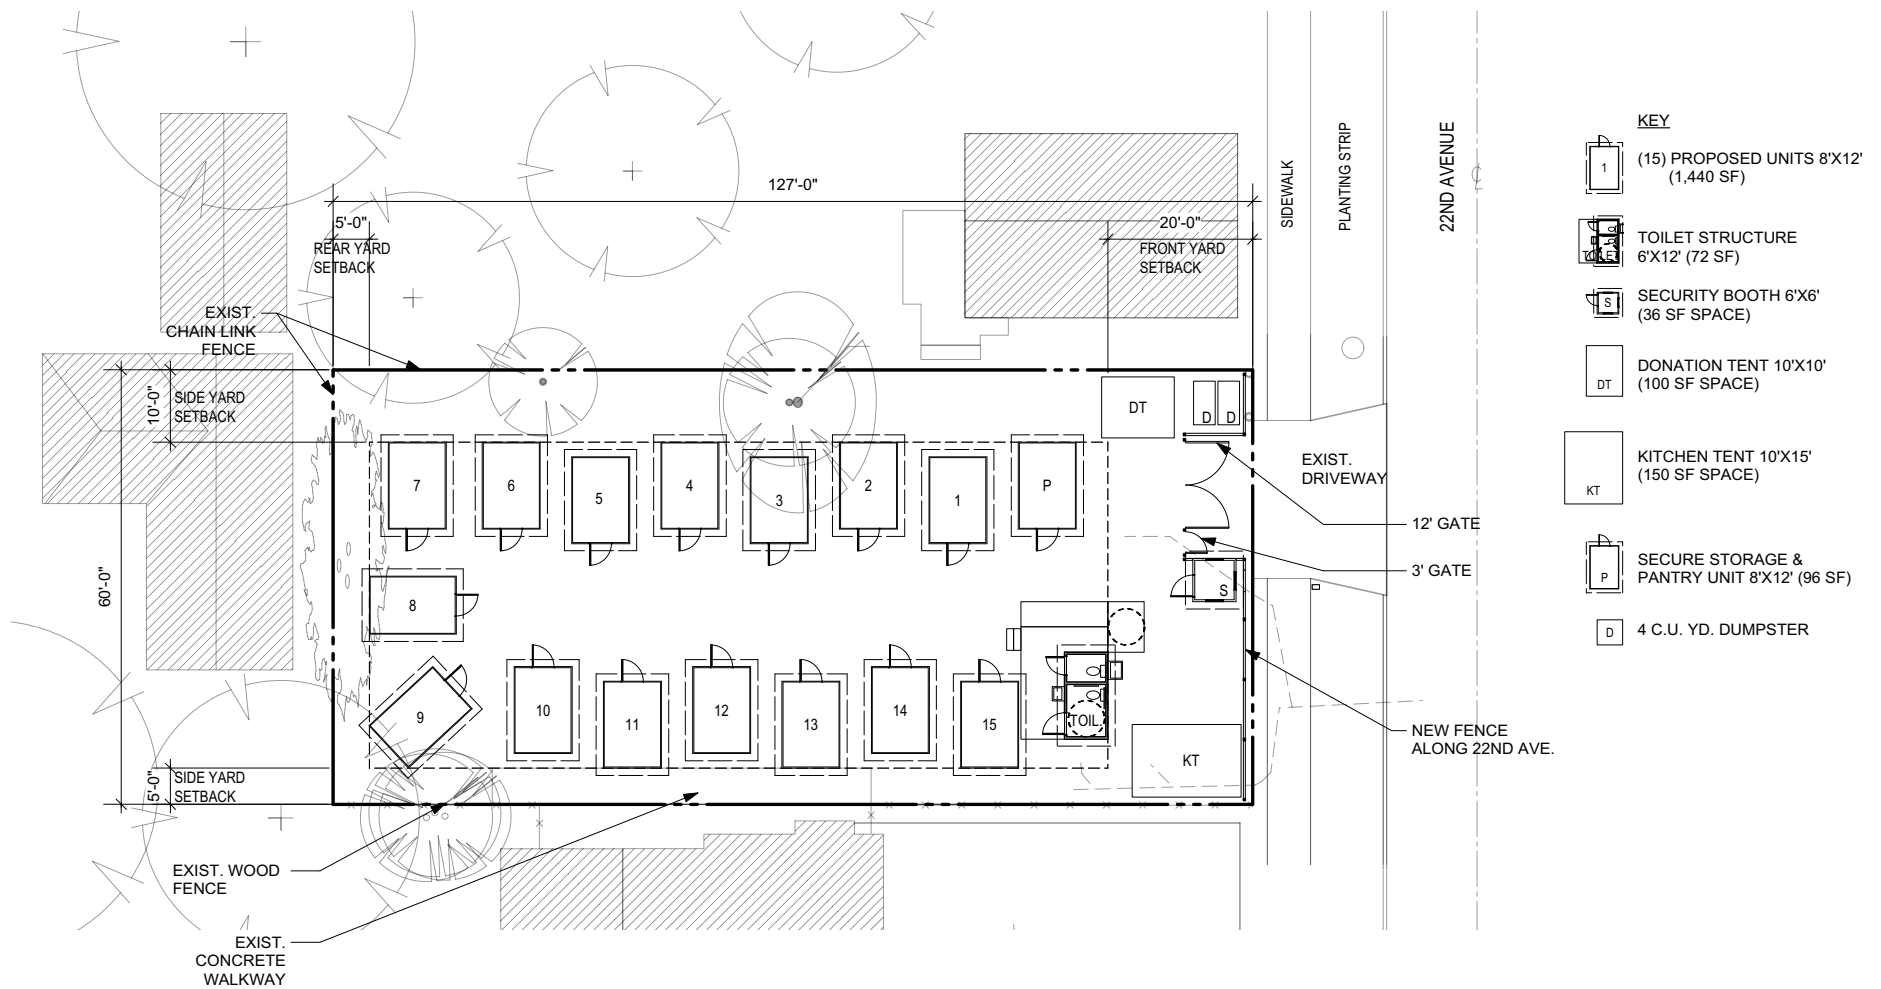 127'-0"
5'-0"
REAR YARD
SETBACK
20'-0"
FRONT YARD
SETBACK
SIDEWALK
PLANTING STRIP
22ND AVENUE
EXIST.
CHAIN LINK
FENCE
10'-0"
SIDE YARD
SETBACK
60'-0"
5'-0"
SIDE YARD
SETBACK
DT
D
D
7
6
5
4
3
2
1
P
8
9
10
11
12
13
14
15
TOIL.
S
KT
EXIST.
DRIVEWAY
12' GATE
3' GATE
NEW FENCE
ALONG 22ND AVE.
EXIST. WOOD
FENCE
EXIST.
CONCRETE
WALKWAY
KEY
1
(15) PROPOSED UNITS 8'X12'
(1,440 SF)
TOILET STRUCTURE
6'X12' (72 SF)
S
SECURITY BOOTH 6'X6'
(36 SF SPACE)
DT
DONATION TENT 10'X10'
(100 SF SPACE)
KT
KITCHEN TENT 10'X15'
(150 SF SPACE)
P
SECURE STORAGE &
PANTRY UNIT 8'X12' (96 SF)
D
4 C.U. YD. DUMPSTER